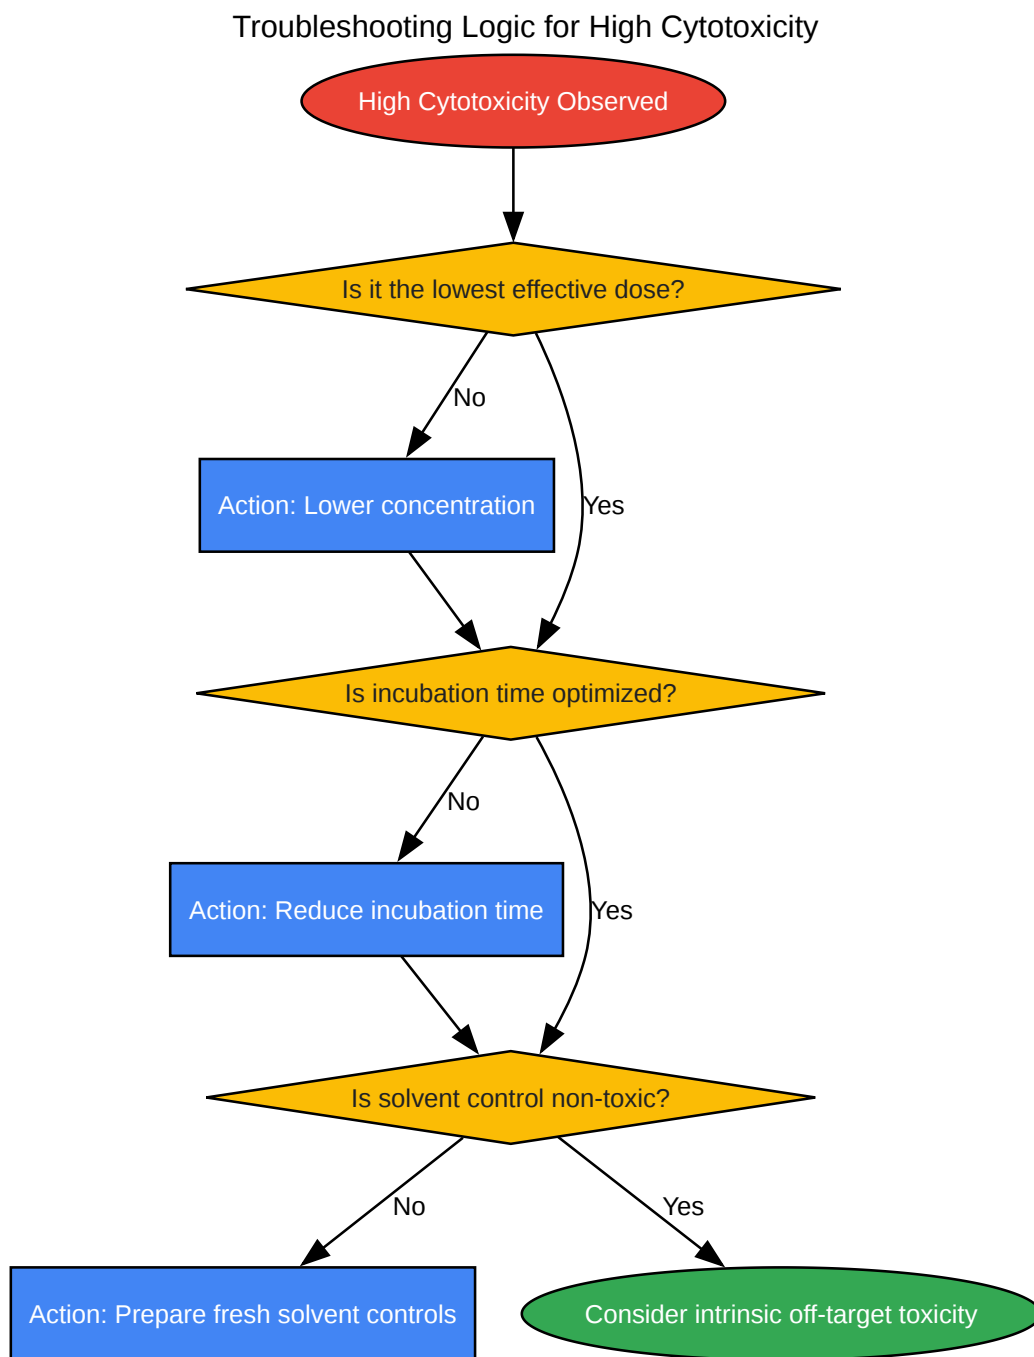 Troubleshooting Logic for High Cytotoxicity
High Cytotoxicity Observed
Is it the lowest effective dose?
No
Action: Lower concentration
Yes
Is incubation time optimized?
No
Action: Reduce incubation time
Yes
Is solvent control non-toxic?
No
Yes
Action: Prepare fresh solvent controls
Consider intrinsic off-target toxicity